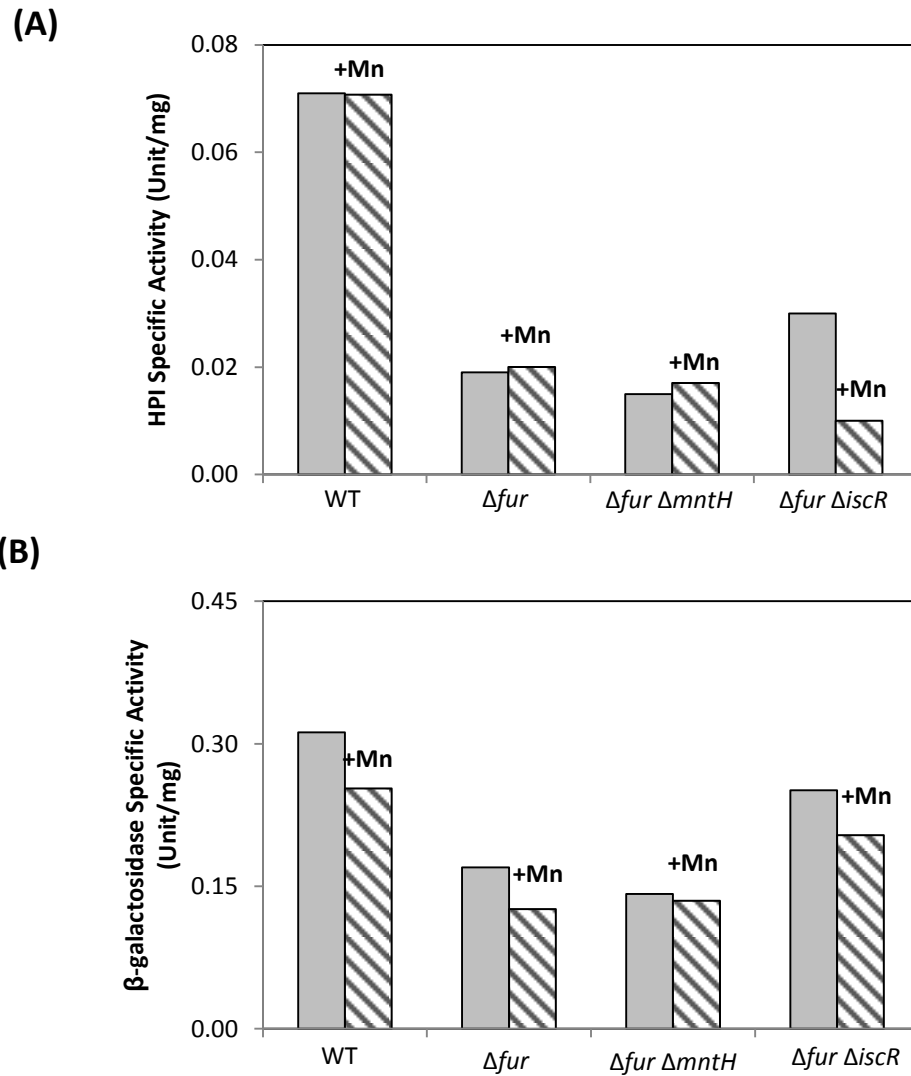 (A)
HPI Specific Activity (Unit/mg)
0.08
0.06
0.04
0.02
0.00
+Mn
+Mn
+Mn
+Mn
WT
Δfur
Δfur ΔmntH
Δfur ΔiscR
(B)
β-galactosidase Specific Activity
(Unit/mg)
0.45
0.30
0.15
0.00
+Mn
+Mn
+Mn
+Mn
WT
Δfur
Δfur ΔmntH
Δfur ΔiscR